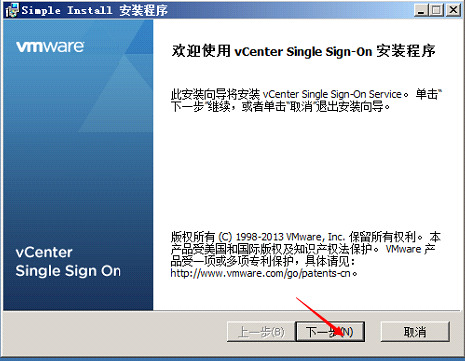 Simple Install 安装程序
vmware
欢迎使用 vCenter Single Sign-On 安装程序
此安装向导将安装 vCenter Single Sign-On Service。 单击“
下一步”继续，或者单击“取消”退出安装向导。
版权所有 (C) 1998-2013 VMware, Inc. 保留所有权利。 本
产品受美国和国际版权及知识产权法保护。 VMware 产
品受一项或多项专利保护，具体请见：
http://www.vmware.com/go/patents-cn。
vCenter
Single Sign On
上一步(B)
下一步(N)
取消